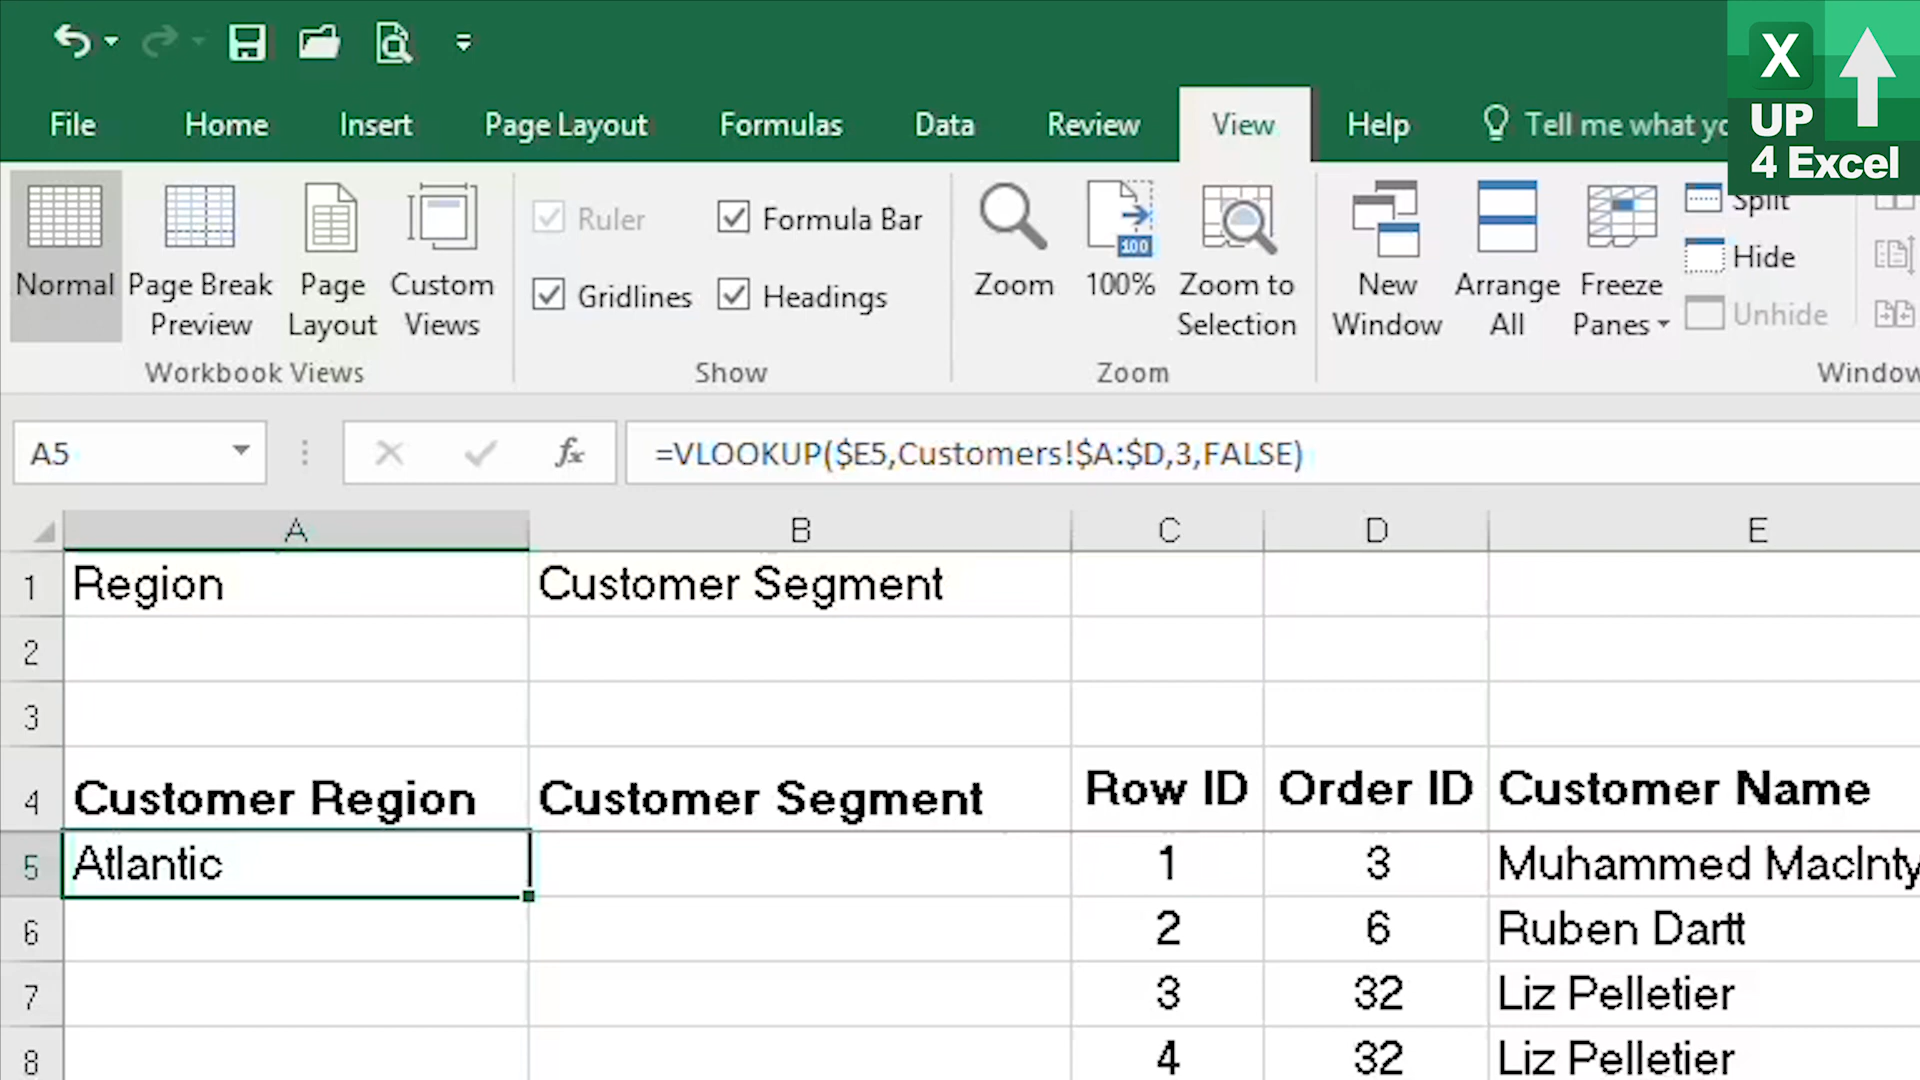 File Home Insert Page Layout Formulas Data Review View Help Tell me what
X
UP
4 Excel
Normal Page Break Preview Page Layout Custom Views
Workbook Views
Ruler Formula Bar
Gridlines Headings
Show
Zoom 100% Zoom to Selection
Zoom
New Window Arrange All Freeze Panes
Split
Hide
Unhide
Window
A5 fx =VLOOKUP($E5,Customers!$A:$D,3,FALSE)
A B C D E
1 Region Customer Segment
2
3
4 Customer Region Customer Segment Row ID Order ID Customer Name
5 Atlantic 1 3 Muhammed MacInty
6 2 6 Ruben Dartt
7 3 32 Liz Pelletier
8 4 32 Liz Pelletier